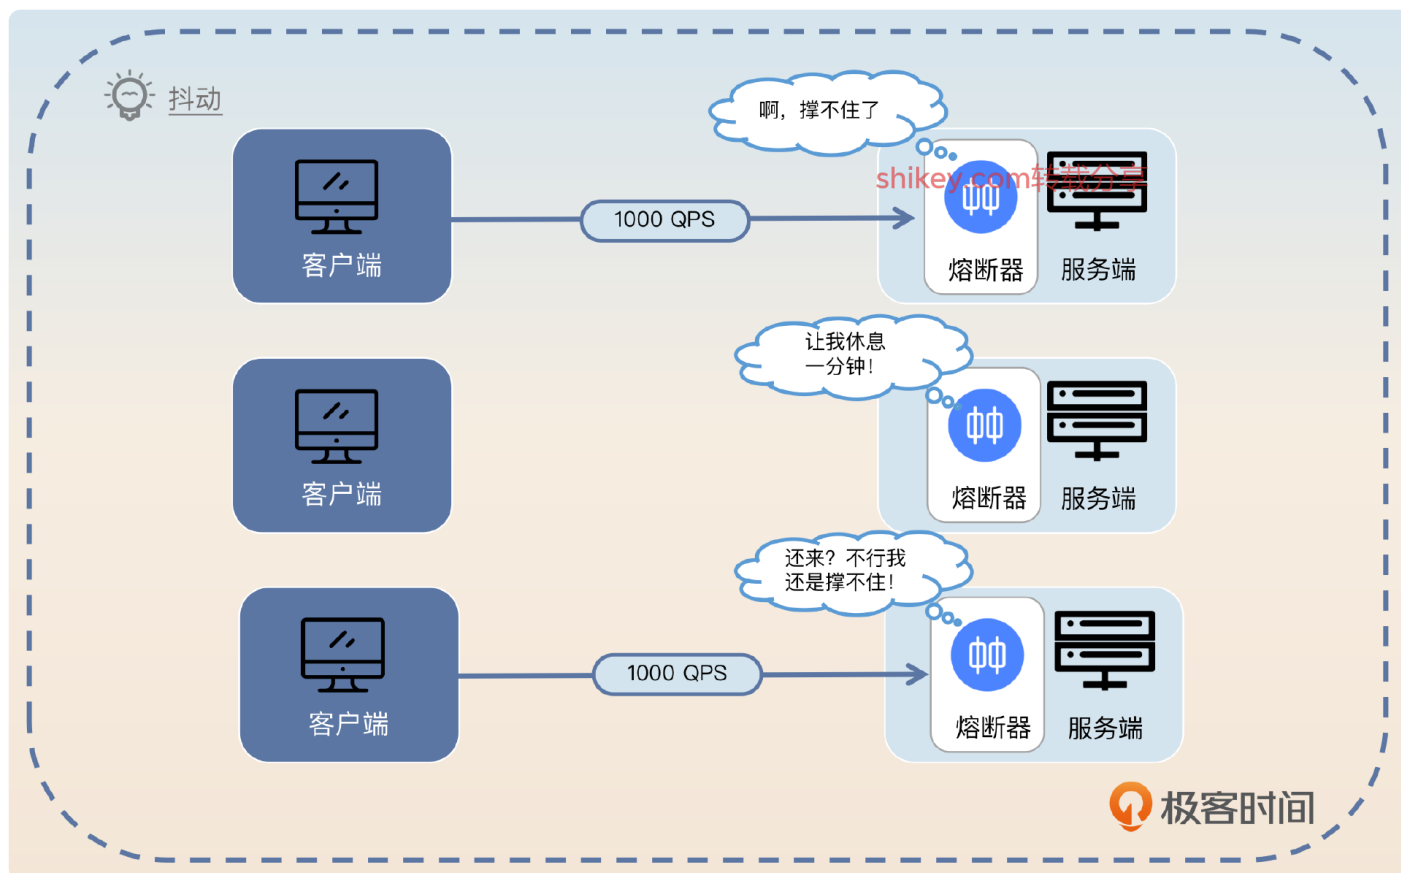 抖动
啊，撑不住了
shikey.com转载分享
1000 QPS
客户端
熔断器
服务端
让我休息
一分钟！
客户端
熔断器
服务端
还来？不行我
还是撑不住！
1000 QPS
客户端
熔断器
服务端
极客时间